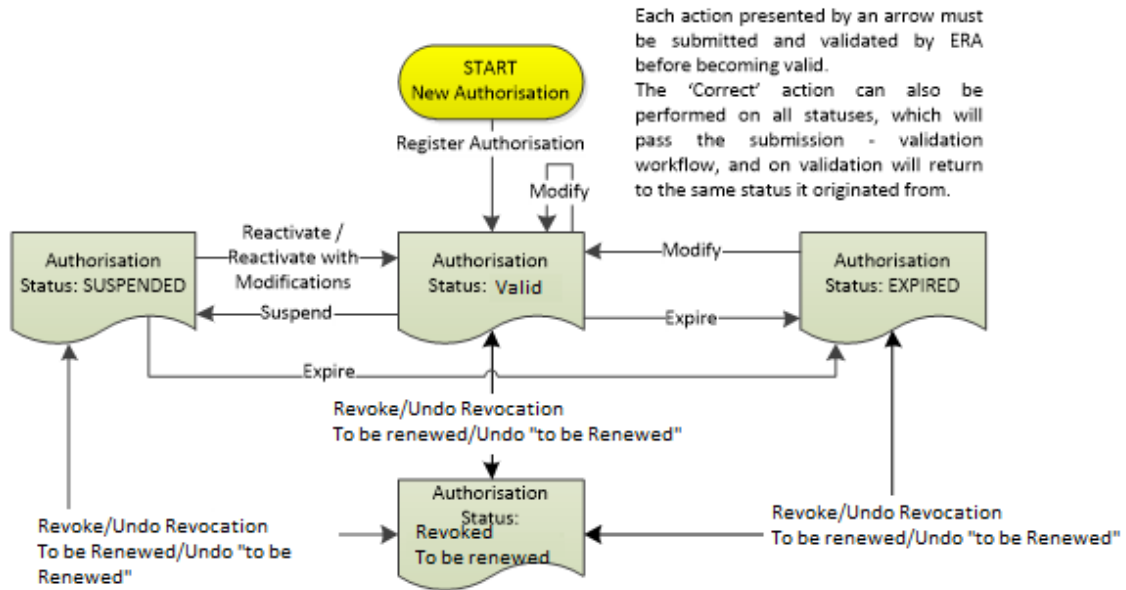 Each action presented by an arrow must
be submitted and validated by ERA
before becoming valid.
The 'Correct' action can also be
performed on all statuses, which will
pass the submission - validation
workflow, and on validation will return
to the same status it originated from.
START
New Authorisation
Register Authorisation
Modify
Reactivate /
Reactivate with
Modifications
Authorisation
Status: SUSPENDED
Authorisation
Status: Valid
Modify
Authorisation
Status: EXPIRED
Suspend
Expire
Expire
Revoke/Undo Revocation
To be renewed/Undo "to be Renewed"
Authorisation
Status:
Revoked
To be renewed
Revoke/Undo Revocation
To be Renewed/Undo "to be
Renewed"
Revoke/Undo Revocation
To be renewed/Undo "to be Renewed"